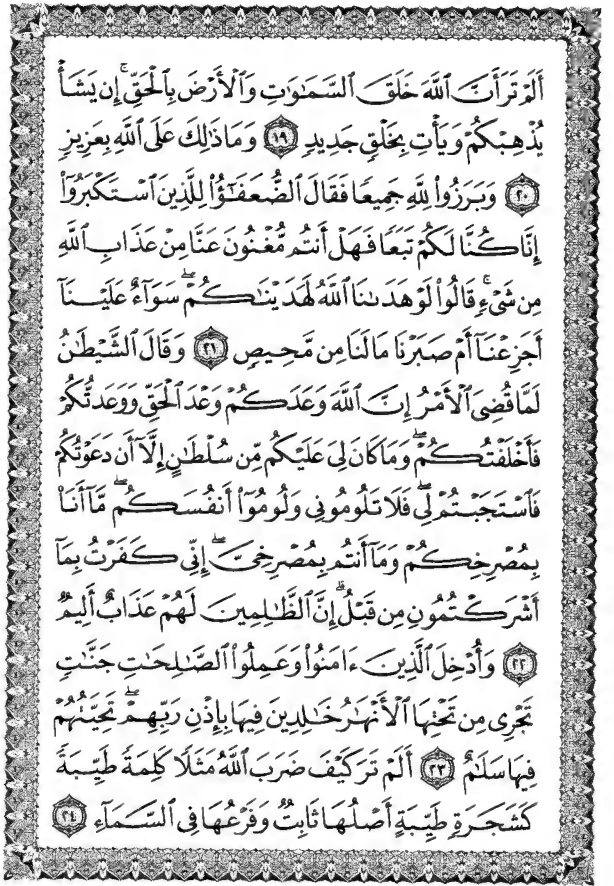 أَلَمْ تَرَ أَنَّ ٱللَّهَ خَلَقَ ٱلسَّمَٰوَٰتِ وَٱلْأَرْضَ بِٱلْحَقِّ ۚ إِن يَشَأْ
يُذْهِبْكُمْ وَيَأْتِ بِخَلْقٍ جَدِيدٍ ﴿١٩﴾ وَمَا ذَٰلِكَ عَلَى ٱللَّهِ بِعَزِيزٍ
﴿٢٠﴾ وَبَرَزُوا۟ لِلَّهِ جَمِيعًا فَقَالَ ٱلضُّعَفَٰٓؤُا۟ لِلَّذِينَ ٱسْتَكْبَرُوٓا۟
إِنَّا كُنَّا لَكُمْ تَبَعًا فَهَلْ أَنتُم مُّغْنُونَ عَنَّا مِنْ عَذَابِ ٱللَّهِ
مِن شَىْءٍ ۚ قَالُوا۟ لَوْ هَدَىٰنَا ٱللَّهُ لَهَدَيْنَٰكُمْ ۖ سَوَآءٌ عَلَيْنَآ
أَجَزِعْنَآ أَمْ صَبَرْنَا مَا لَنَا مِن مَّحِيصٍ ﴿٢١﴾ وَقَالَ ٱلشَّيْطَٰنُ
لَمَّا قُضِىَ ٱلْأَمْرُ إِنَّ ٱللَّهَ وَعَدَكُمْ وَعْدَ ٱلْحَقِّ وَوَعَدتُّكُمْ
فَأَخْلَفْتُكُمْ ۖ وَمَا كَانَ لِىَ عَلَيْكُم مِّن سُلْطَٰنٍ إِلَّآ أَن دَعَوْتُكُمْ
فَٱسْتَجَبْتُمْ لِى ۖ فَلَا تَلُومُونِى وَلُومُوٓا۟ أَنفُسَكُم ۖ مَّآ أَنَا۠
بِمُصْرِخِكُمْ وَمَآ أَنتُم بِمُصْرِخِىَّ ۖ إِنِّى كَفَرْتُ بِمَآ
أَشْرَكْتُمُونِ مِن قَبْلُ ۗ إِنَّ ٱلظَّٰلِمِينَ لَهُمْ عَذَابٌ أَلِيمٌ
﴿٢٢﴾ وَأُدْخِلَ ٱلَّذِينَ ءَامَنُوا۟ وَعَمِلُوا۟ ٱلصَّٰلِحَٰتِ جَنَّٰتٍ
تَجْرِى مِن تَحْتِهَا ٱلْأَنْهَٰرُ خَٰلِدِينَ فِيهَا بِإِذْنِ رَبِّهِمْ ۖ تَحِيَّتُهُمْ
فِيهَا سَلَٰمٌ ﴿٢٣﴾ أَلَمْ تَرَ كَيْفَ ضَرَبَ ٱللَّهُ مَثَلًا كَلِمَةً طَيِّبَةً
كَشَجَرَةٍ طَيِّبَةٍ أَصْلُهَا ثَابِتٌ وَفَرْعُهَا فِى ٱلسَّمَآءِ ﴿٢٤﴾